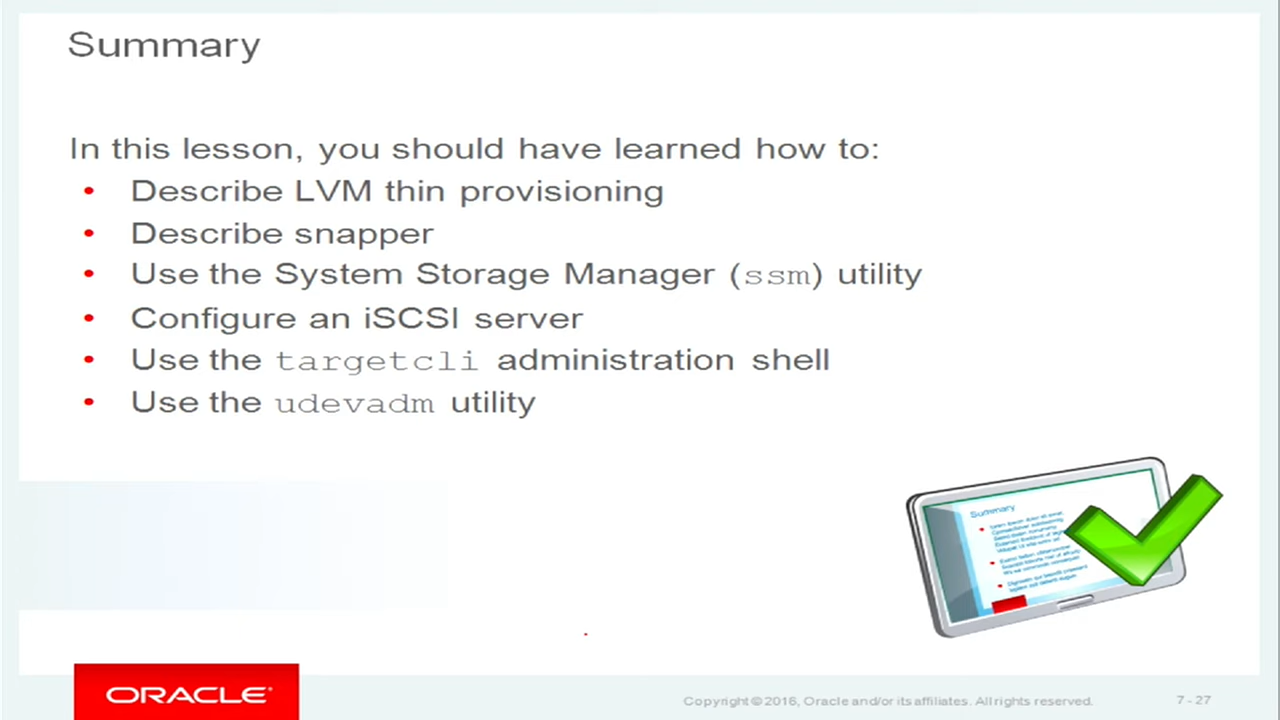 Summary
In this lesson, you should have learned how to:
• Describe LVM thin provisioning
• Describe snapper
• Use the System Storage Manager (ssm) utility
• Configure an iSCSI server
• Use the targetcli administration shell
• Use the udevadm utility
Summary
ORACLE®
Copyright © 2016, Oracle and/or its affiliates. All rights reserved.
7 - 27